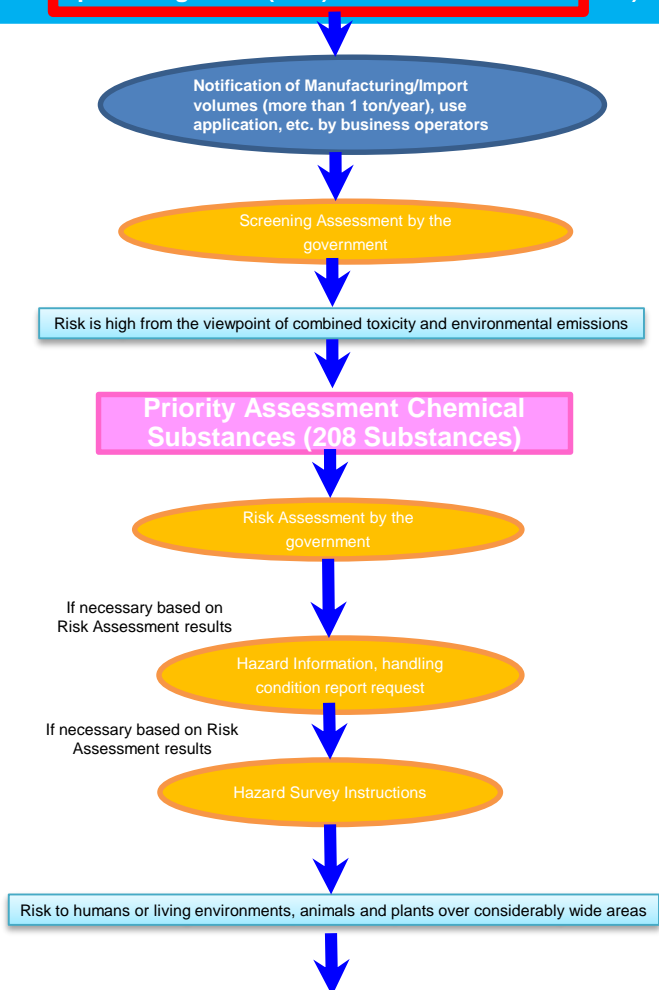 Notification of Manufacturing/Import
volumes (more than 1 ton/year), use
application, etc. by business operators
Screening Assessment by the
government
Risk is high from the viewpoint of combined toxicity and environmental emissions
Priority Assessment Chemical
Substances (208 Substances)
Risk Assessment by the
government
If necessary based on
Risk Assessment results
Hazard Information, handling
condition report request
If necessary based on Risk
Assessment results
Hazard Survey Instructions
Risk to humans or living environments, animals and plants over considerably wide areas